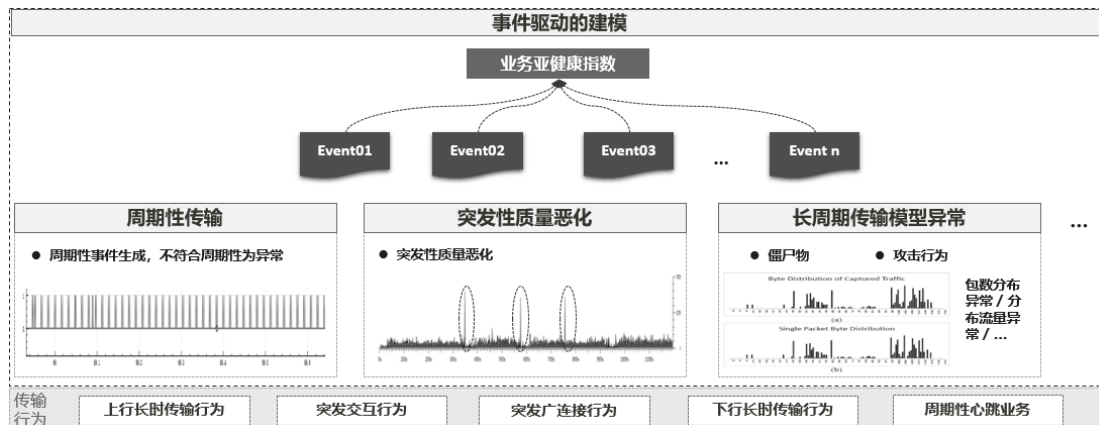 事件驱动的建模
业务亚健康指数
Event01
Event02
Event03
...
Event n
周期性传输
突发性质量恶化
长周期传输模型异常
...
● 周期性事件生成，不符合周期性为异常
● 突发性质量恶化
● 僵尸物
● 攻击行为
Byte Distribution of Captured Traffic
(a)
Single Packet Byte Distribution
(b)
包数分布
异常 / 分
布流量异
常 / ...
传输
行为
上行长时传输行为
突发交互行为
突发广连接行为
下行长时传输行为
周期性心跳业务